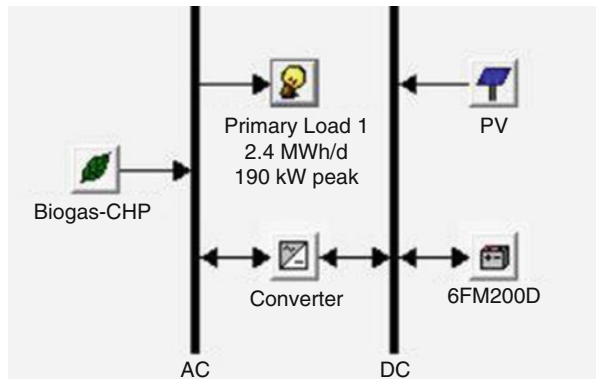 Primary Load 1
2.4 MWh/d
190 kW peak
PV
Biogas-CHP
Converter
6FM200D
AC
DC